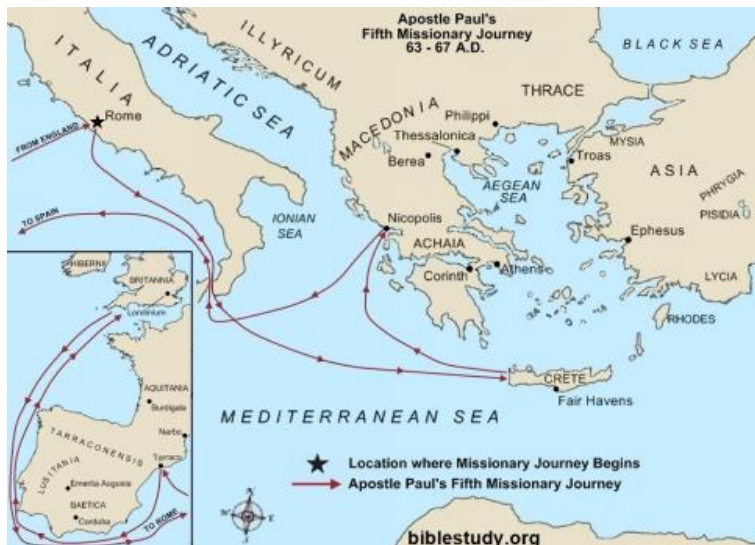 Apostle Paul's
Fifth Missionary Journey
63 - 67 A.D.
ITALIA
ADRIATIC SEA
ILLYRICUM
BLACK SEA
THRACE
MACEDONIA
Philippi
Rome
Thessalonica
MYSIA
FROM ENGLAND
Berea
Troas
ASIA
AEGEAN
SEA
PHRYGIA
TO SPAIN
IONIAN
SEA
Nicopolis
PISIDIA
ACHAIA
Ephesus
Corinth
Athens
LYCIA
HIBERNII
BRITANNIA
Londinium
RHODES
CRETE
Fair Havens
AQUITANIA
Burdigala
MEDITERRANEAN SEA
Narbo
TARRACONENSIS
Tarraco
LUSITANIA
Emerita Augusta
BAETICA
Corduba
TO ROME
Location where Missionary Journey Begins
Apostle Paul's Fifth Missionary Journey
biblestudy.org